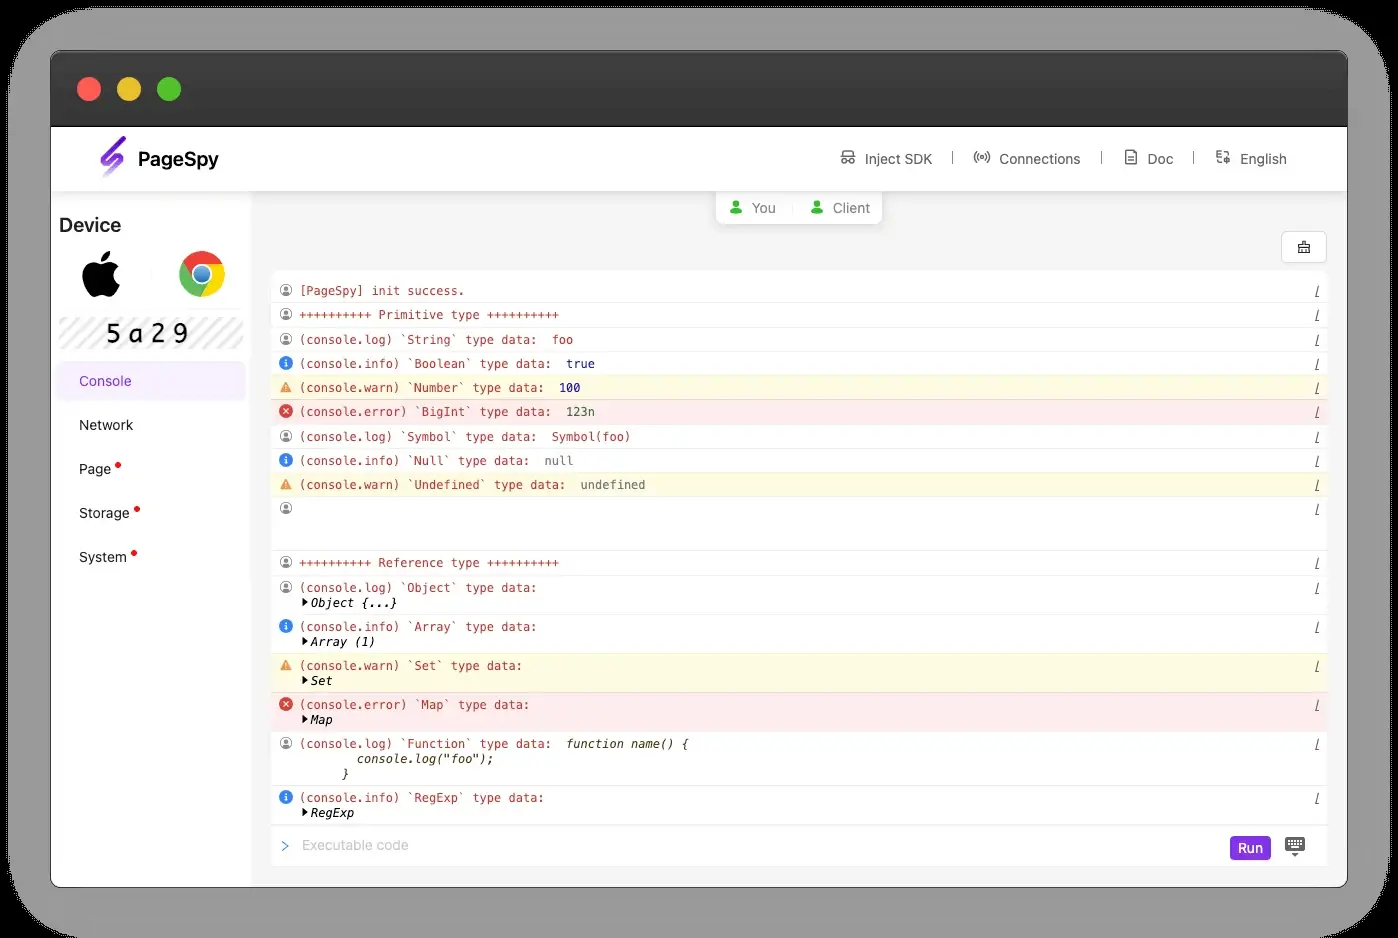 PageSpy
Inject SDK
Connections
Doc
English
You
Client
Device
5a29
Console
Network
Page
Storage
System
[PageSpy] init success.
++++++++++ Primitive type ++++++++++
(console.log) `String` type data: foo
(console.info) `Boolean` type data: true
(console.warn) `Number` type data: 100
(console.error) `BigInt` type data: 123n
(console.log) `Symbol` type data: Symbol(foo)
(console.info) `Null` type data: null
(console.warn) `Undefined` type data: undefined
++++++++++ Reference type ++++++++++
(console.log) `Object` type data:
Object {...}
(console.info) `Array` type data:
Array (1)
(console.warn) `Set` type data:
Set
(console.error) `Map` type data:
Map
(console.log) `Function` type data: function name() {
console.log("foo");
}
(console.info) `RegExp` type data:
RegExp
> Executable code
Run